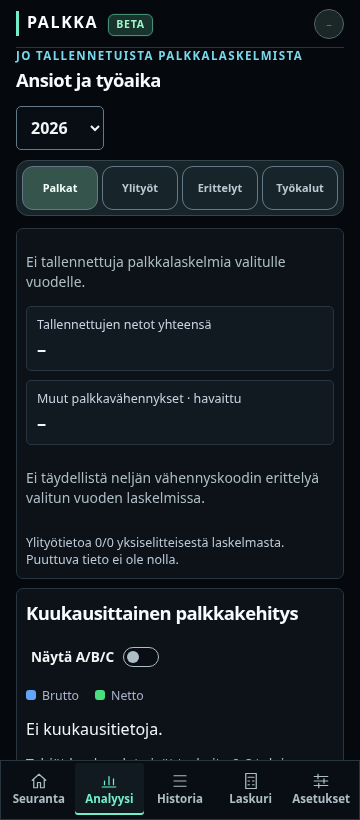 PALKKA BETA
–
JO TALLENNETUISTA PALKKALASKELMISTA
Ansiot ja työaika
2026
Palkat Ylityöt Erittelyt Työkalut
Ei tallennettuja palkkalaskelmia valitulle
vuodelle.
Tallennettujen netot yhteensä
–
Muut palkkavähennykset · havaittu
–
Ei täydellistä neljän vähennyskoodin erittelyä
valitun vuoden laskelmissa.
Ylityötietoa 0/0 yksiselitteisestä laskelmasta.
Puuttuva tieto ei ole nolla.
Kuukausittainen palkkakehitys
Näytä A/B/C
Brutto Netto
Ei kuukausitietoja.
Seuranta Analyysi Historia Laskuri Asetukset